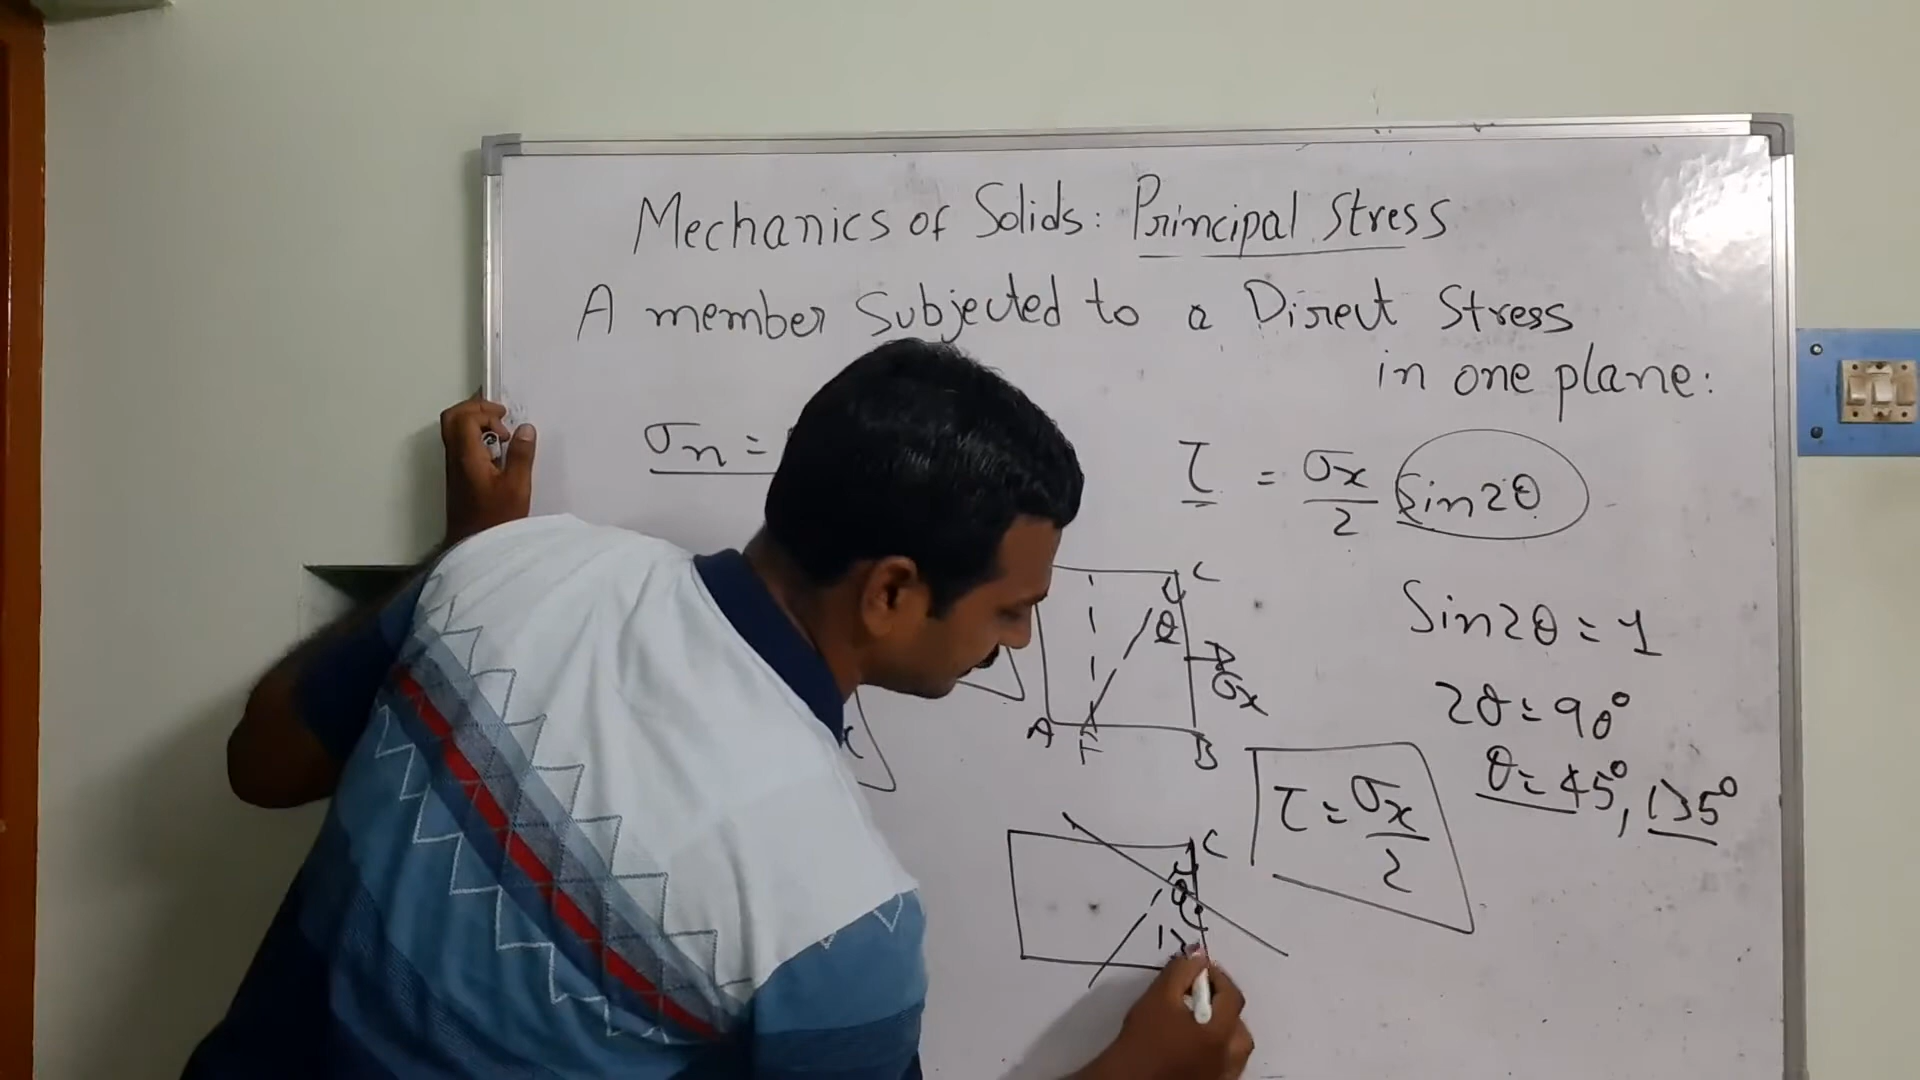 Mechanics of Solids: Principal Stress
A member Subjected to a Direct Stress
in one plane:
σn =
τ = σx/2 Sin2θ
Sin2θ = 1
2θ = 90°
θ = 45°, 135°
τ = σx/2
C
θ
σx
A F B
C
θ